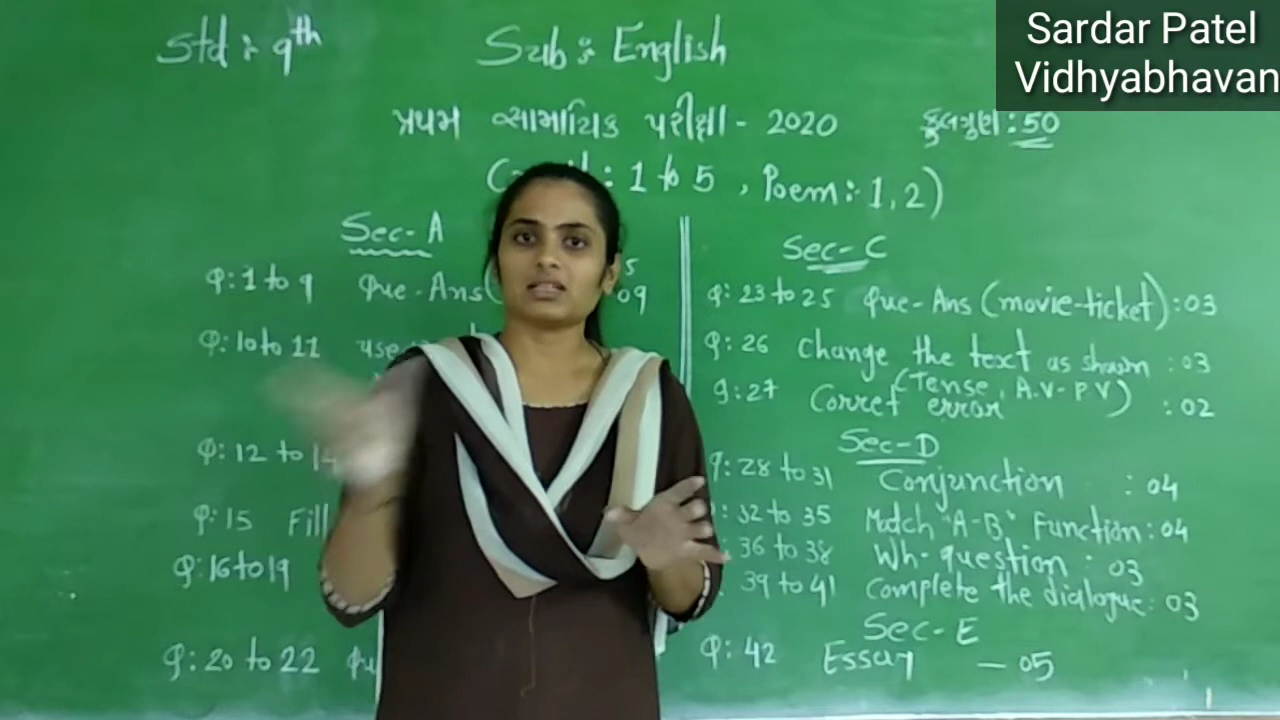 Sardar Patel
Vidhyabhavan
Std : 9th
Sub : English
પ્રથમ સામાયિક પરીક્ષા - 2020
કુલગુણ : 50
: 1 to 5 , Poem : 1, 2)
Sec - A
Q : 1 to 9 Que - Ans ( 09
Q : 10 to 11 use
Q : 12 to 14
Q : 15 Fill
Q : 16 to 19
Q : 20 to 22
Sec - C
Q : 23 to 25 Que - Ans (movie-ticket) : 03
Q : 26 Change the text as shown : 03
(Tense, A.V - P V)
Q : 27 Corret error : 02
Sec - D
Q : 28 to 31 Conjunction : 04
: 32 to 35 Match "A-B" Function : 04
: 36 to 38 Wh - question : 03
: 39 to 41 Complete the dialogue : 03
Sec - E
Q : 42 Essay — 05